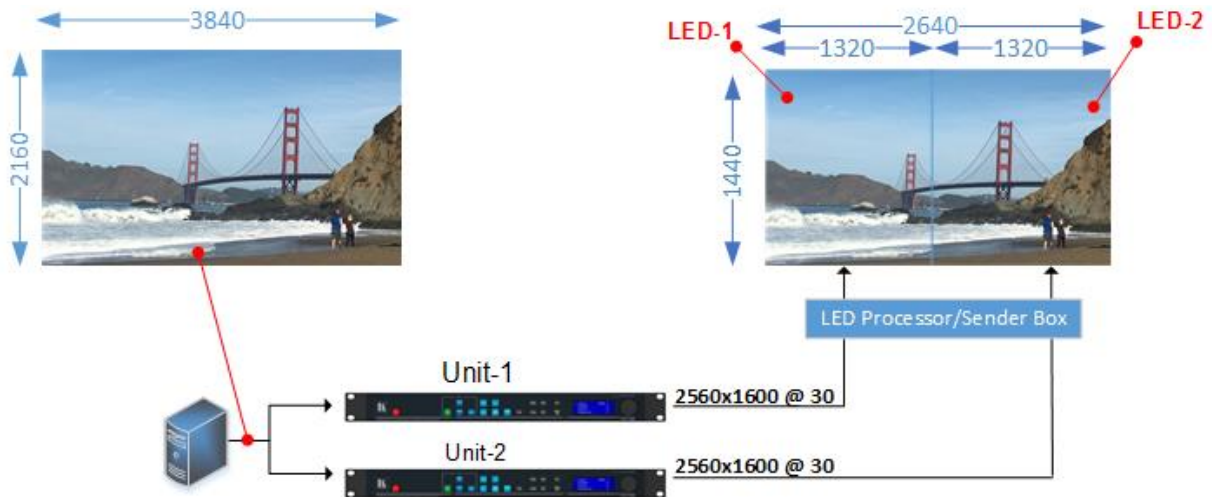 3840
2160
LED-1
2640
LED-2
1320
1320
1440
LED Processor/Sender Box
Unit-1
2560x1600 @ 30
Unit-2
2560x1600 @ 30